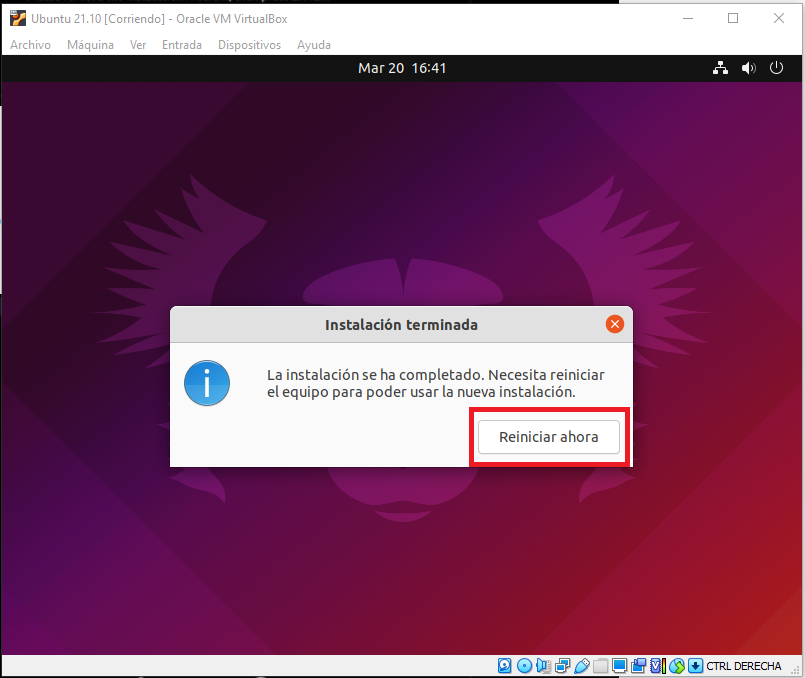 Ubuntu 21.10 [Corriendo] - Oracle VM VirtualBox
Archivo Máquina Ver Entrada Dispositivos Ayuda
Mar 20 16:41
Instalación terminada
La instalación se ha completado. Necesita reiniciar
el equipo para poder usar la nueva instalación.
Reiniciar ahora
CTRL DERECHA